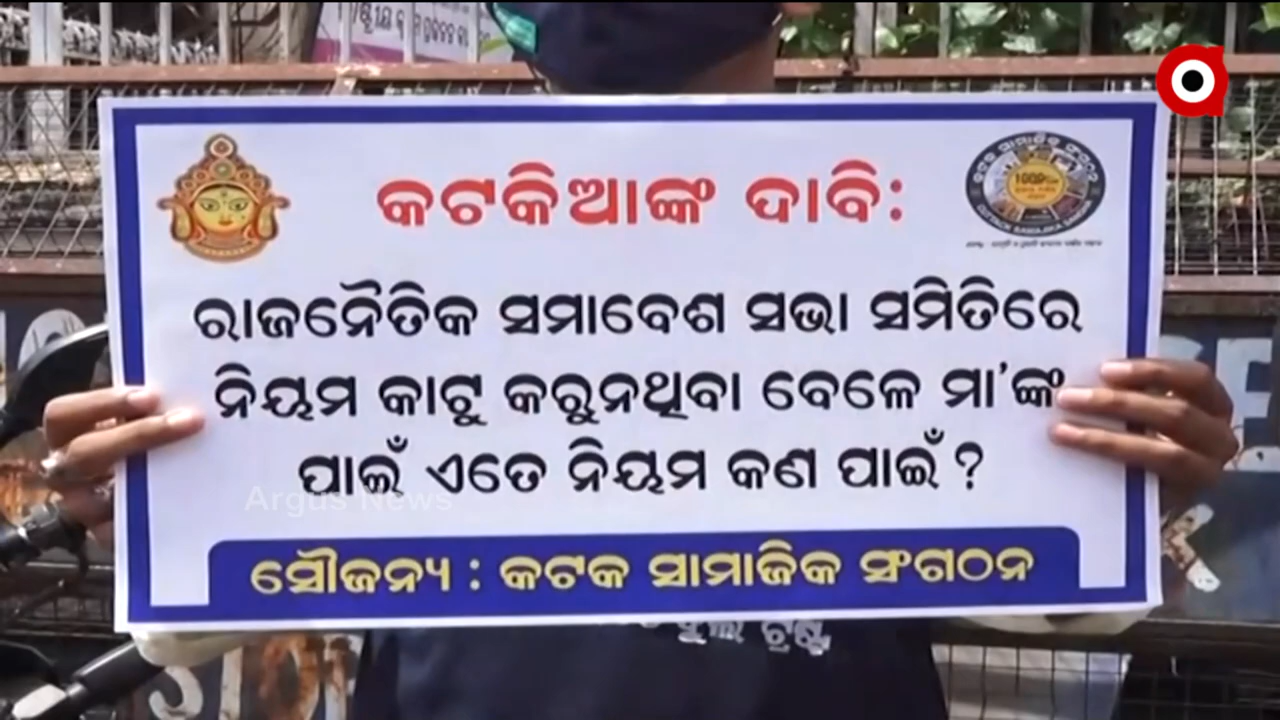 କଟକିଆଙ୍କ ଦାବି:
ରାଜନୈତିକ ସମାବେଶ ସଭା ସମିତିରେ
ନିୟମ କାଟୁ କରୁନଥିବା ବେଳେ ମା'ଙ୍କ
ପାଇଁ ଏତେ ନିୟମ କଣ ପାଇଁ ?
Argus News
ସୌଜନ୍ୟ : କଟକ ସାମାଜିକ ସଂଗଠନ